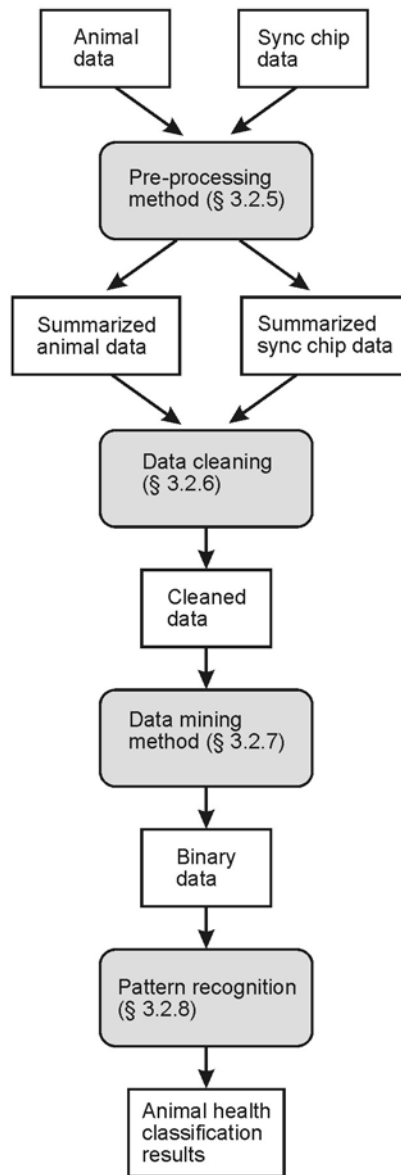 Animal
data
Sync chip
data
Pre-processing
method (§ 3.2.5)
Summarized
animal data
Summarized
sync chip data
Data cleaning
(§ 3.2.6)
Cleaned
data
Data mining
method (§ 3.2.7)
Binary
data
Pattern recognition
(§ 3.2.8)
Animal health
classification
results